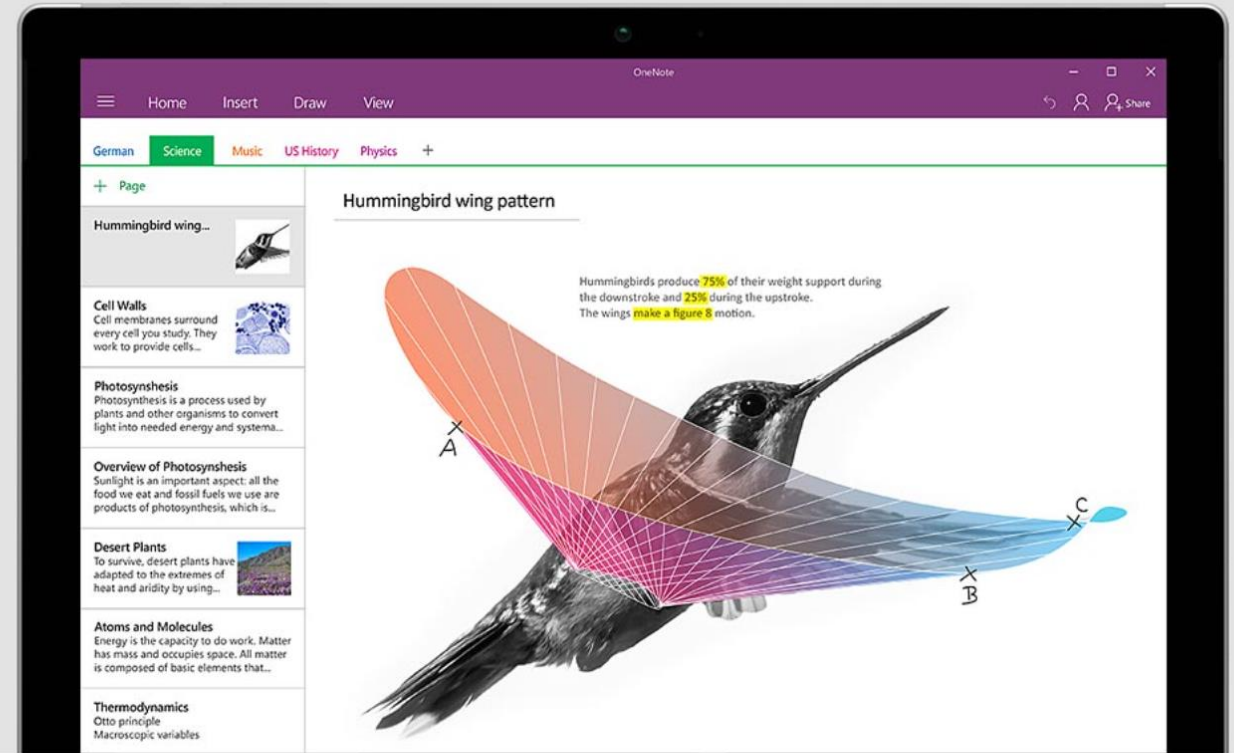 OneNote
Home Insert Draw View
Share
German Science Music US History Physics +
+ Page
Hummingbird wing...
Cell Walls
Cell membranes surround
every cell you study. They
work to provide cells...
Photosynshesis
Photosynthesis is a process used by
plants and other organisms to convert
light into needed energy and systema...
Overview of Photosynshesis
Sunlight is an important aspect: all the
food we eat and fossil fuels we use are
products of photosynthesis, which is...
Desert Plants
To survive, desert plants have
adapted to the extremes of
heat and aridity by using...
Atoms and Molecules
Energy is the capacity to do work. Matter
has mass and occupies space. All matter
is composed of basic elements that...
Thermodynamics
Otto principle
Macroscopic variables
Hummingbird wing pattern
Hummingbirds produce 75% of their weight support during
the downstroke and 25% during the upstroke.
The wings make a figure 8 motion.
A
C
B